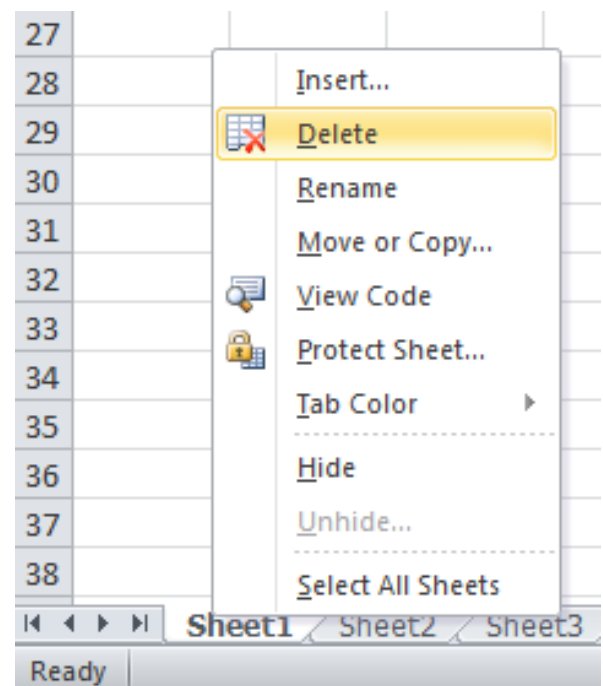 27
28
29
30
31
32
33
34
35
36
37
38
Insert...
Delete
Rename
Move or Copy...
View Code
Protect Sheet...
Tab Color
Hide
Unhide...
Select All Sheets
Sheet1 Sheet2 Sheet3
Ready